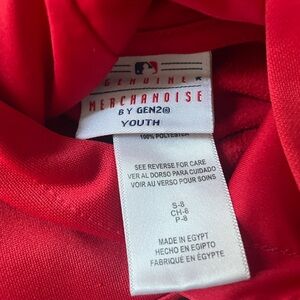 GENUINE
MERCHANDISE
BY GEN2®
YOUTH
100% POLYESTER
SEE REVERSE FOR CARE
VER AL DORSO PARA CUIDADO
VOIR AU VERSO POUR SOINS
S-8
CH-8
P-8
MADE IN EGYPT
HECHO EN EGIPTO
FABRIQUE EN ÉGYPTE